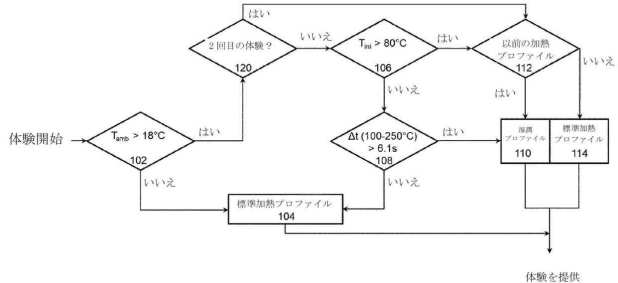 はい
2回目の体験？
120
いいえ
T_ini > 80°C
106
はい
以前の加熱
プロファイル
112
いいえ
いいえ
はい
体験開始
T_amb > 18°C
102
はい
Δt (100-250°C)
> 6.1s
108
はい
湿潤
プロファイル
110
標準加熱
プロファイル
114
いいえ
いいえ
標準加熱プロファイル
104
体験を提供